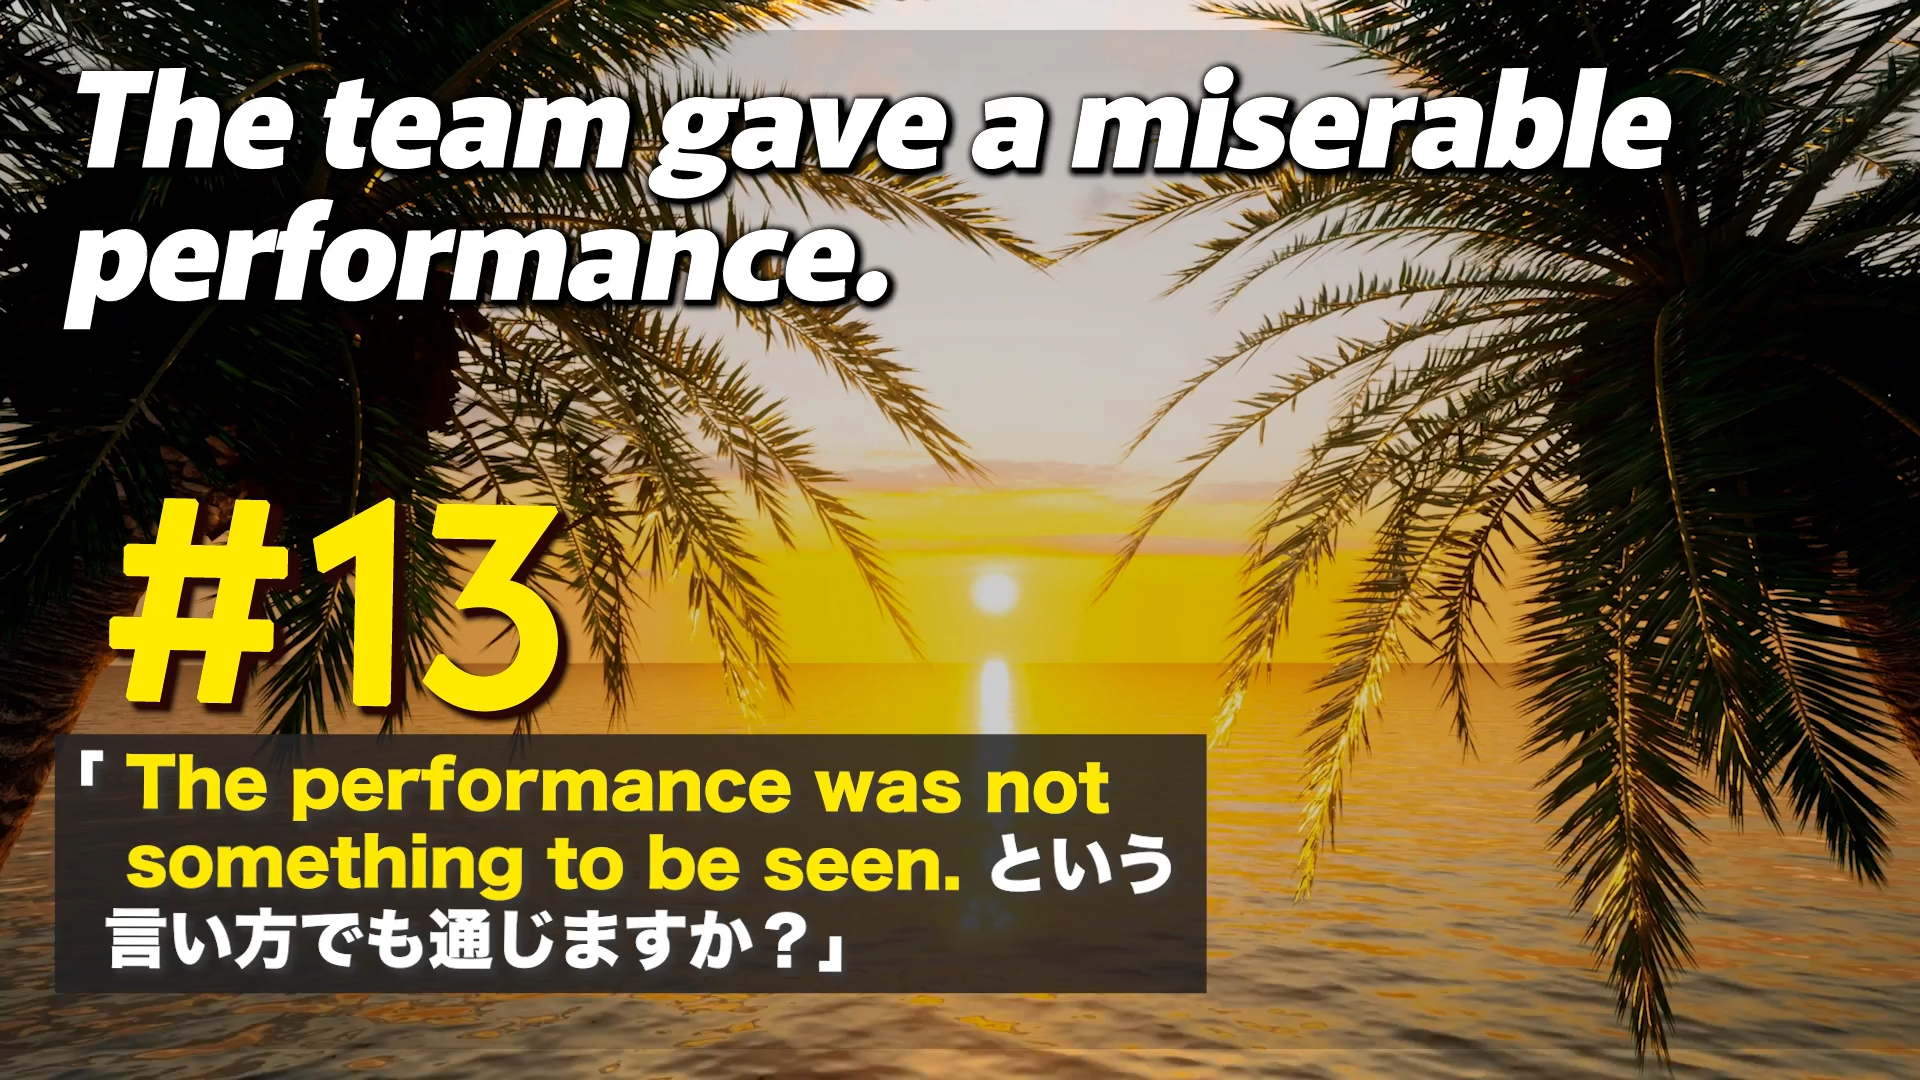 The team gave a miserable
performance.
#13
「 The performance was not
something to be seen. という
言い方でも通じますか？」